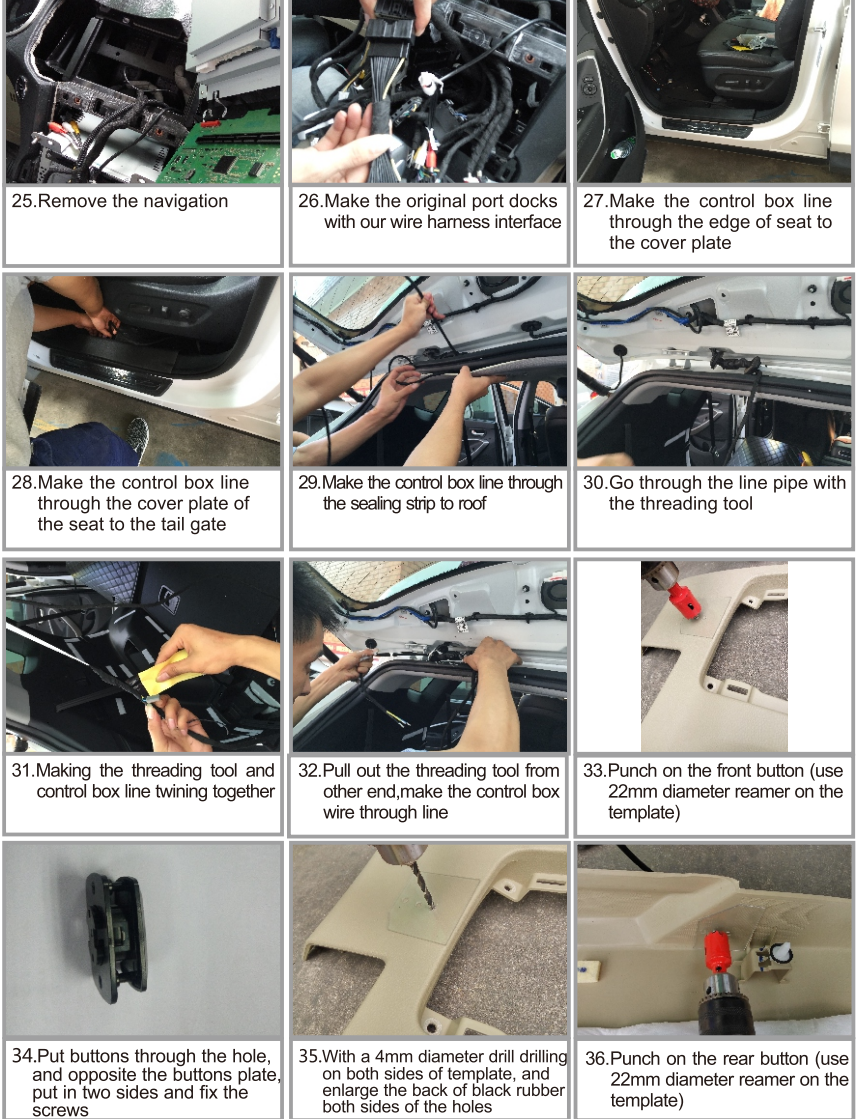 25.Remove the navigation
26.Make the original port docks
with our wire harness interface
27.Make the control box line
through the edge of seat to
the cover plate
28.Make the control box line
through the cover plate of
the seat to the tail gate
29.Make the control box line through
the sealing strip to roof
30.Go through the line pipe with
the threading tool
31.Making the threading tool and
control box line twining together
32.Pull out the threading tool from
other end,make the control box
wire through line
33.Punch on the front button (use
22mm diameter reamer on the
template)
34.Put buttons through the hole,
and opposite the buttons plate,
put in two sides and fix the
screws
35.With a 4mm diameter drill drilling
on both sides of template, and
enlarge the back of black rubber
both sides of the holes
36.Punch on the rear button (use
22mm diameter reamer on the
template)